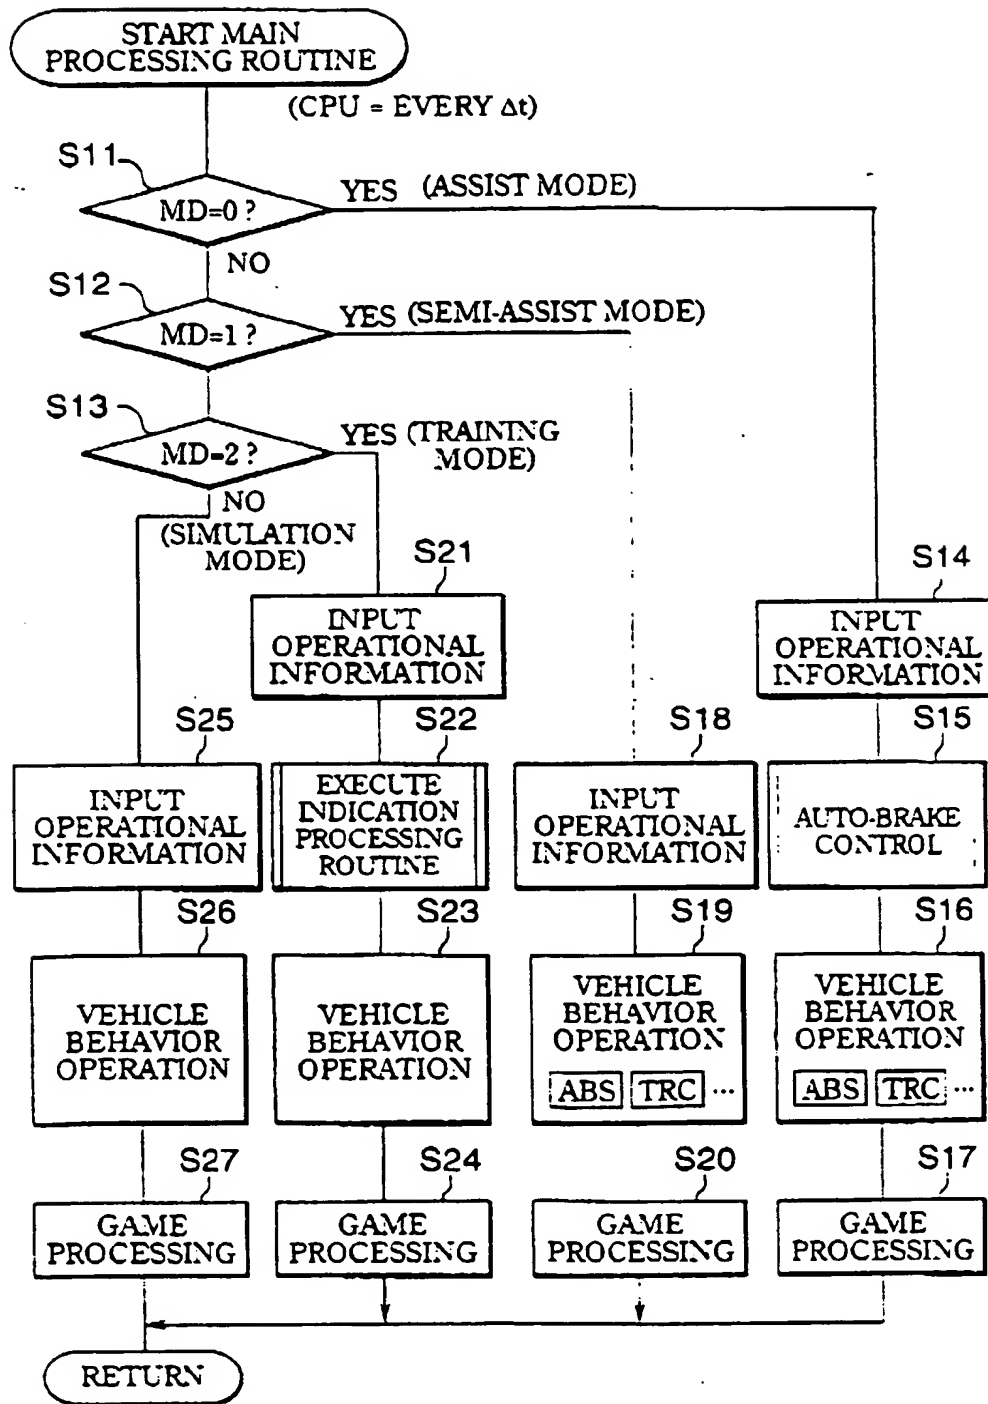 START MAIN
PROCESSING ROUTINE
(CPU = EVERY Δt)
S11
MD=0 ?
YES (ASSIST MODE)
NO
S12
MD=1 ?
YES (SEMI-ASSIST MODE)
S13
MD=2 ?
YES (TRAINING
MODE)
NO
(SIMULATION
MODE)
S21
INPUT
OPERATIONAL
INFORMATION
S14
INPUT
OPERATIONAL
INFORMATION
S25
INPUT
OPERATIONAL
INFORMATION
S22
EXECUTE
INDICATION
PROCESSING
ROUTINE
S18
INPUT
OPERATIONAL
INFORMATION
S15
AUTO-BRAKE
CONTROL
S26
VEHICLE
BEHAVIOR
OPERATION
S23
VEHICLE
BEHAVIOR
OPERATION
S19
VEHICLE
BEHAVIOR
OPERATION
ABS TRC ...
S16
VEHICLE
BEHAVIOR
OPERATION
ABS TRC ...
S27
GAME
PROCESSING
S24
GAME
PROCESSING
S20
GAME
PROCESSING
S17
GAME
PROCESSING
RETURN